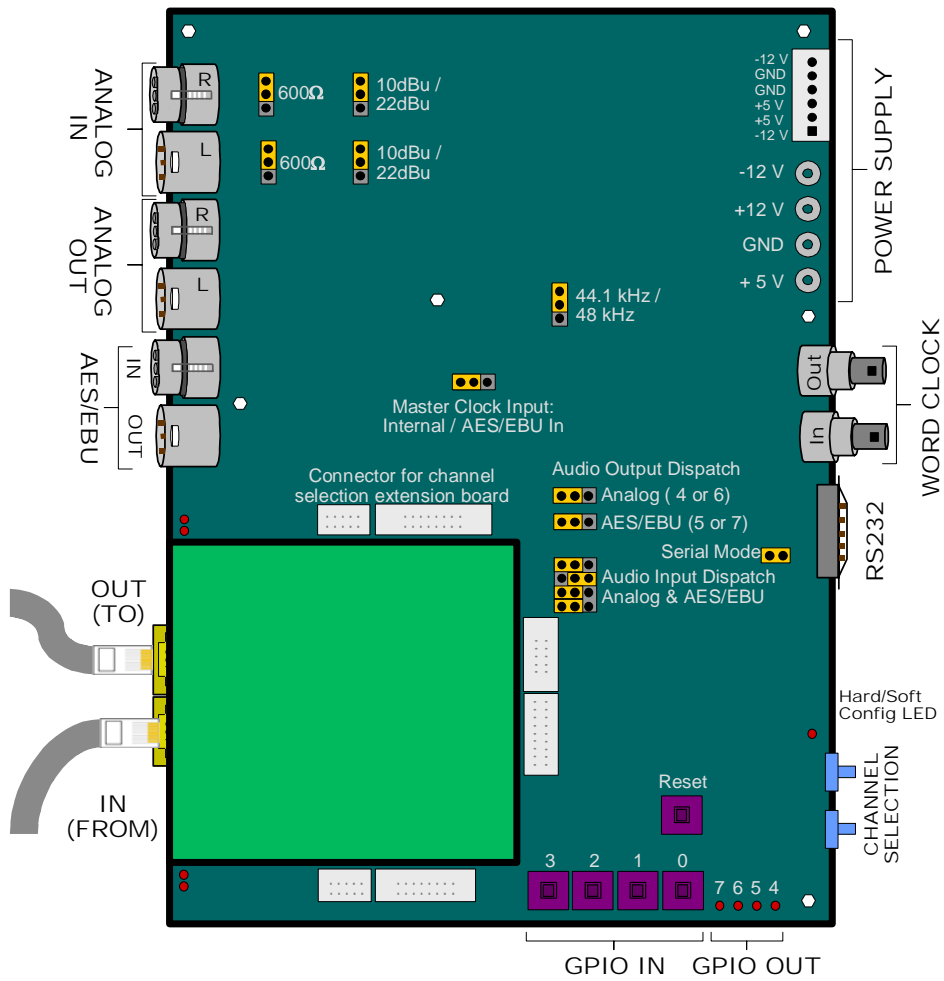 ANALOG
IN
R
L
600Ω
10dBu /
22dBu
600Ω
10dBu /
22dBu
-12 V
GND
GND
+5 V
+5 V
-12 V
-12 V
+12 V
GND
+ 5 V
POWER SUPPLY
ANALOG
OUT
R
L
44.1 kHz /
48 kHz
AES/EBU
IN
OUT
Master Clock Input:
Internal / AES/EBU In
Out
In
WORD CLOCK
Connector for channel
selection extension board
Audio Output Dispatch
Analog ( 4 or 6)
AES/EBU (5 or 7)
Serial Mode
Audio Input Dispatch
Analog & AES/EBU
RS232
OUT
(TO)
IN
(FROM)
Hard/Soft
Config LED
CHANNEL
SELECTION
Reset
3 2 1 0
7 6 5 4
GPIO IN
GPIO OUT